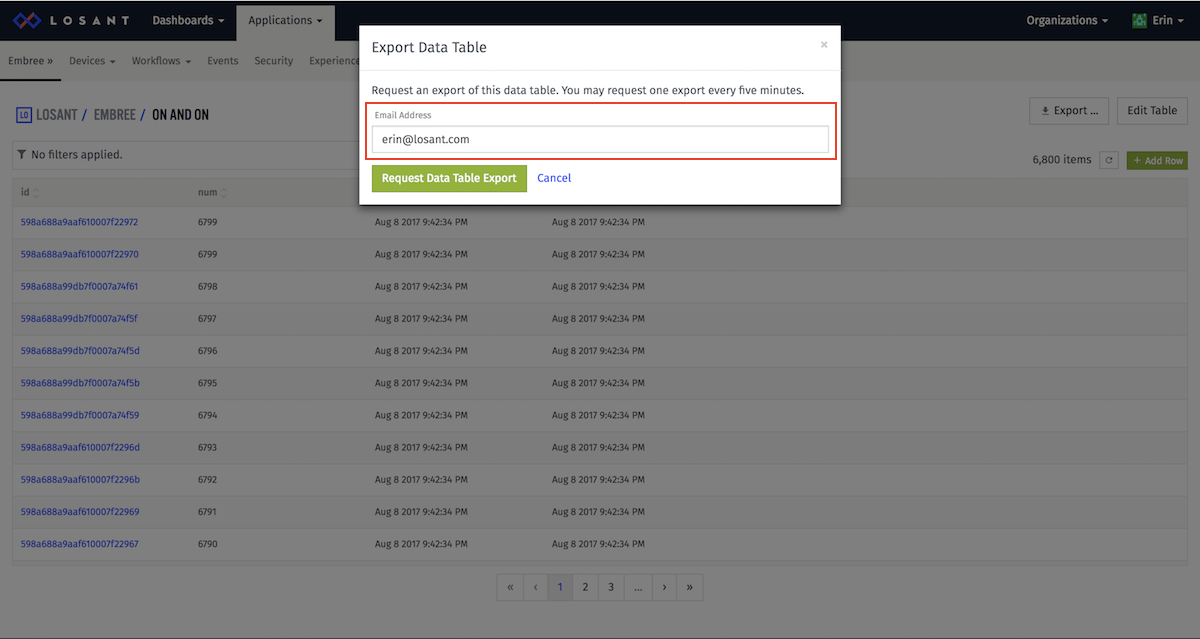 LOSANT Dashboards Applications Organizations Erin
Embree » Devices Workflows Events Security Experience
Export Data Table ×
Request an export of this data table. You may request one export every five minutes.
Email Address
erin@losant.com
Request Data Table Export Cancel
LO LOSANT / EMBREE / ON AND ON Export ... Edit Table
No filters applied. 6,800 items + Add Row
id num
598a688a9aaf610007f22972 6799 Aug 8 2017 9:42:34 PM Aug 8 2017 9:42:34 PM
598a688a9aaf610007f22970 6799 Aug 8 2017 9:42:34 PM Aug 8 2017 9:42:34 PM
598a688a99db7f0007a74f61 6798 Aug 8 2017 9:42:34 PM Aug 8 2017 9:42:34 PM
598a688a99db7f0007a74f5f 6797 Aug 8 2017 9:42:34 PM Aug 8 2017 9:42:34 PM
598a688a99db7f0007a74f5d 6796 Aug 8 2017 9:42:34 PM Aug 8 2017 9:42:34 PM
598a688a99db7f0007a74f5b 6795 Aug 8 2017 9:42:34 PM Aug 8 2017 9:42:34 PM
598a688a99db7f0007a74f59 6794 Aug 8 2017 9:42:34 PM Aug 8 2017 9:42:34 PM
598a688a9aaf610007f2296d 6793 Aug 8 2017 9:42:34 PM Aug 8 2017 9:42:34 PM
598a688a9aaf610007f2296b 6792 Aug 8 2017 9:42:34 PM Aug 8 2017 9:42:34 PM
598a688a9aaf610007f22969 6791 Aug 8 2017 9:42:34 PM Aug 8 2017 9:42:34 PM
598a688a9aaf610007f22967 6790 Aug 8 2017 9:42:34 PM Aug 8 2017 9:42:34 PM
« ‹ 1 2 3 ... › »